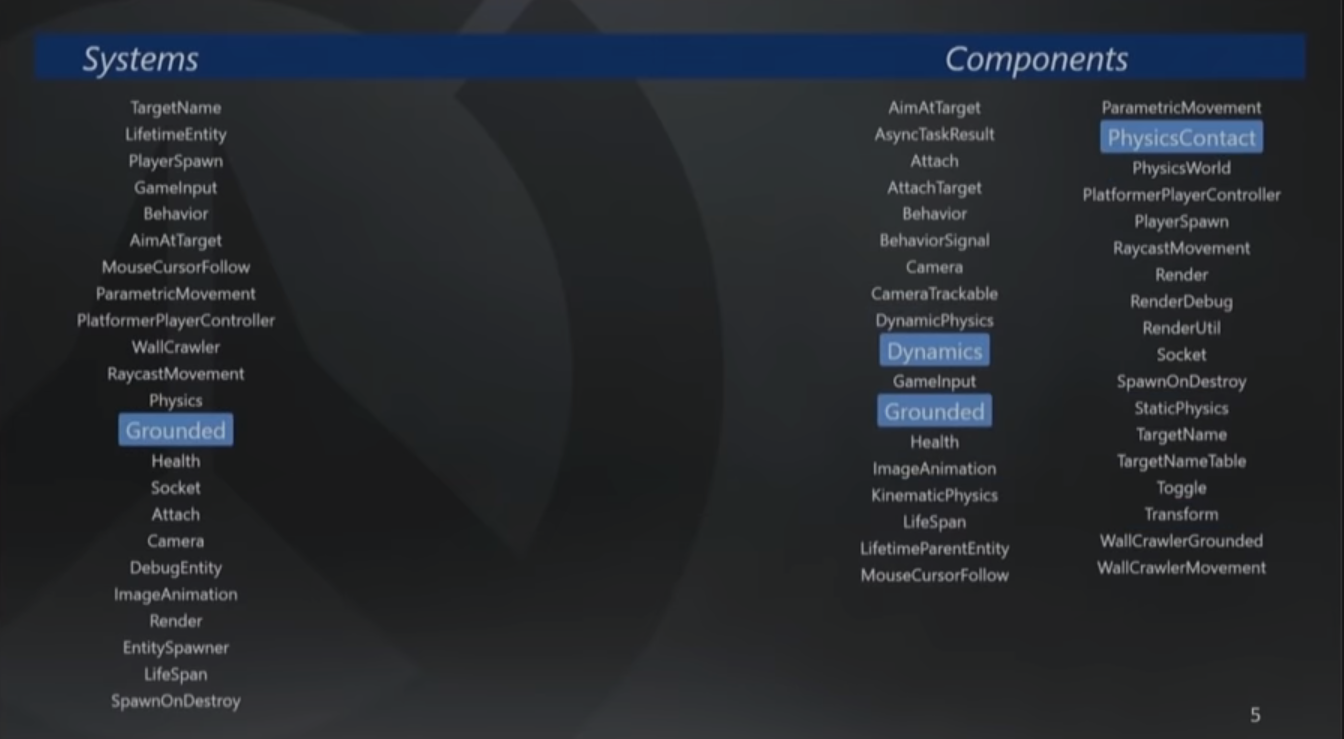 Systems
Components
TargetName
LifetimeEntity
PlayerSpawn
GameInput
Behavior
AimAtTarget
MouseCursorFollow
ParametricMovement
PlatformerPlayerController
WallCrawler
RaycastMovement
Physics
Grounded
Health
Socket
Attach
Camera
DebugEntity
ImageAnimation
Render
EntitySpawner
LifeSpan
SpawnOnDestroy
AimAtTarget
AsyncTaskResult
Attach
AttachTarget
Behavior
BehaviorSignal
Camera
CameraTrackable
DynamicPhysics
Dynamics
GameInput
Grounded
Health
ImageAnimation
KinematicPhysics
LifeSpan
LifetimeParentEntity
MouseCursorFollow
ParametricMovement
PhysicsContact
PhysicsWorld
PlatformerPlayerController
PlayerSpawn
RaycastMovement
Render
RenderDebug
RenderUtil
Socket
SpawnOnDestroy
StaticPhysics
TargetName
TargetNameTable
Toggle
Transform
WallCrawlerGrounded
WallCrawlerMovement
5